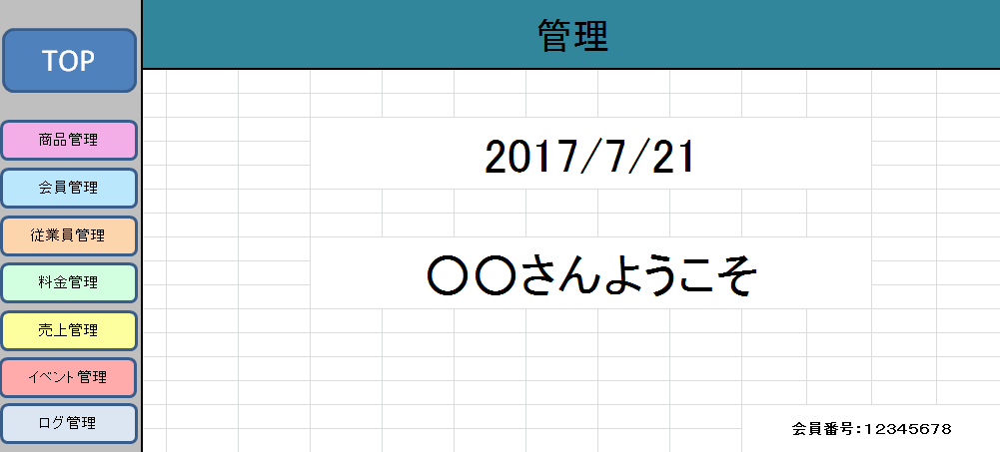 管理
TOP
商品管理
会員管理
従業員管理
料金管理
売上管理
イベント管理
ログ管理
2017/7/21
〇〇さんようこそ
会員番号：12345678